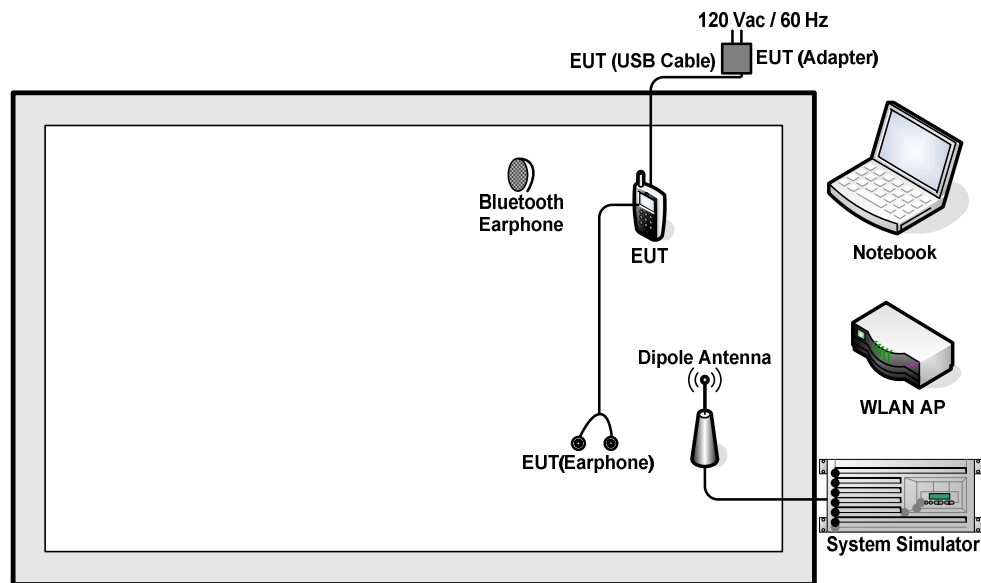 120 Vac / 60 Hz
EUT (USB Cable)
EUT (Adapter)
Bluetooth
Earphone
EUT
Notebook
Dipole Antenna
WLAN AP
EUT(Earphone)
System Simulator